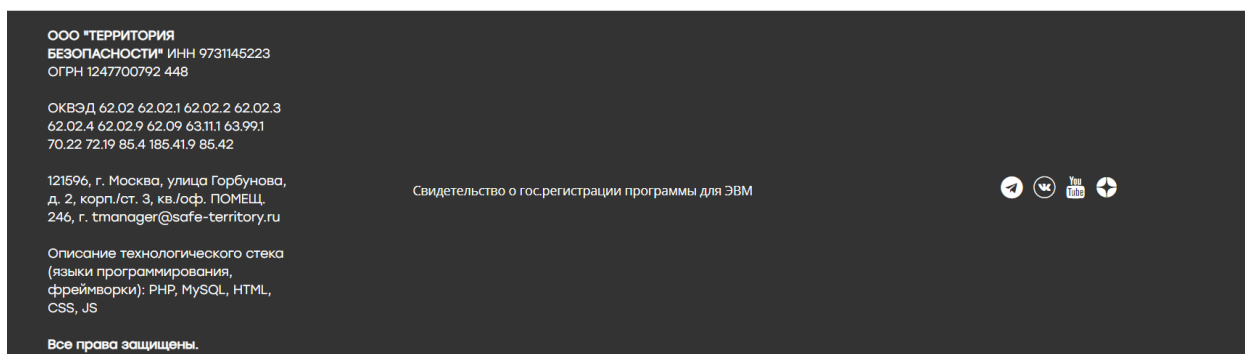 ООО "ТЕРРИТОРИЯ
БЕЗОПАСНОСТИ" ИНН 9731145223
ОГРН 1247700792 448
ОКВЭД 62.02 62.02.1 62.02.2 62.02.3
62.02.4 62.02.9 62.09 63.11.1 63.99.1
70.22 72.19 85.4 185.41.9 85.42
121596, г. Москва, улица Горбунова,
д. 2, корп./ст. 3, кв./оф. ПОМЕЩ.
246, г. tmanager@safe-territory.ru
Описание технологического стека
(языки программирования,
фреймворки): PHP, MySQL, HTML,
CSS, JS
Все права защищены.
Свидетельство о гос.регистрации программы для ЭВМ
You
Tube